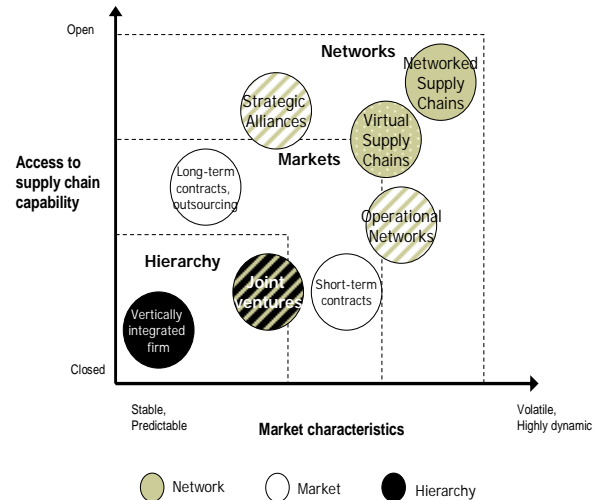 Open
Networks
Networked
Supply
Chains
Strategic
Alliances
Virtual
Supply
Chains
Markets
Access to
supply chain
capability
Long-term
contracts,
outsourcing
Operational
Networks
Hierarchy
Joint
ventures
Short-term
contracts
Vertically
integrated
firm
Closed
Stable,
Predictable
Market characteristics
Volatile,
Highly dynamic
Network
Market
Hierarchy